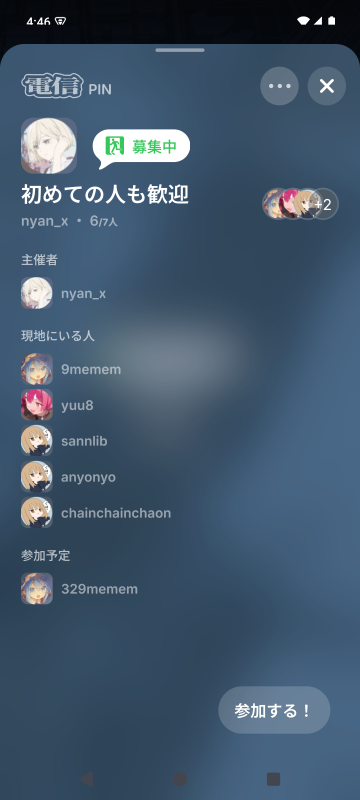 4:46
電信 PIN
募集中
初めての人も歓迎
nyan_x ・ 6/7人
+2
主催者
nyan_x
現地にいる人
9memem
yuu8
sannlib
anyonyo
chainchainchaon
参加予定
329memem
参加する！